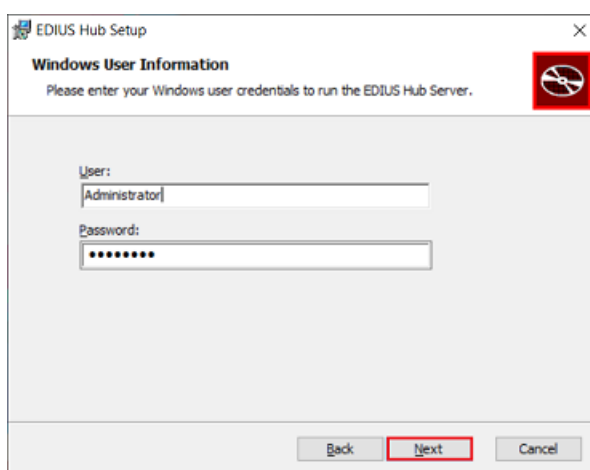 EDIUS Hub Setup
Windows User Information
Please enter your Windows user credentials to run the EDIUS Hub Server.
User:
Administrator
Password:
••••••••
Back Next Cancel